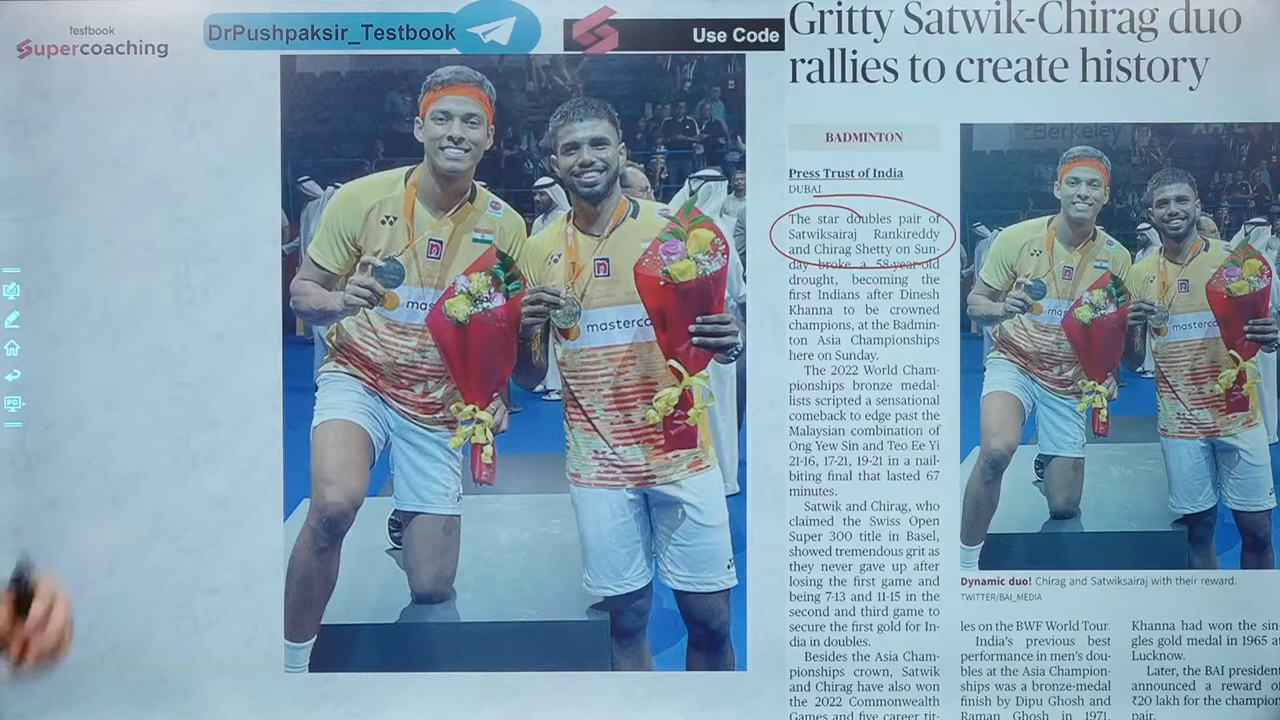 testbook
Supercoaching
DrPushpaksir_Testbook
Use Code
Gritty Satwik-Chirag duo
rallies to create history
BADMINTON
Press Trust of India
DUBAI
The star doubles pair of
Satwiksairaj Rankireddy
and Chirag Shetty on Sun-
day broke a 58-year-old
drought, becoming the
first Indians after Dinesh
Khanna to be crowned
champions, at the Badmin-
ton Asia Championships
here on Sunday.
The 2022 World Cham-
pionships bronze medal-
lists scripted a sensational
comeback to edge past the
Malaysian combination of
Ong Yew Sin and Teo Ee Yi
21-16, 17-21, 19-21 in a nail-
biting final that lasted 67
minutes.
Satwik and Chirag, who
claimed the Swiss Open
Super 300 title in Basel,
showed tremendous grit as
they never gave up after
losing the first game and
being 7-13 and 11-15 in the
second and third game to
secure the first gold for In-
dia in doubles.
Besides the Asia Cham-
pionships crown, Satwik
and Chirag have also won
the 2022 Commonwealth
Games and five career tit-
Berkeley
Dynamic duo! Chirag and Satwiksairaj with their reward.
TWITTER/BAI_MEDIA
les on the BWF World Tour.
India's previous best
performance in men's dou-
bles at the Asia Champion-
ships was a bronze-medal
finish by Dipu Ghosh and
Raman Ghosh in 1971.
Khanna had won the sin-
gles gold medal in 1965 at
Lucknow.
Later, the BAI president
announced a reward of
₹20 lakh for the champion
pair.
masterc
mas
mas
masterc